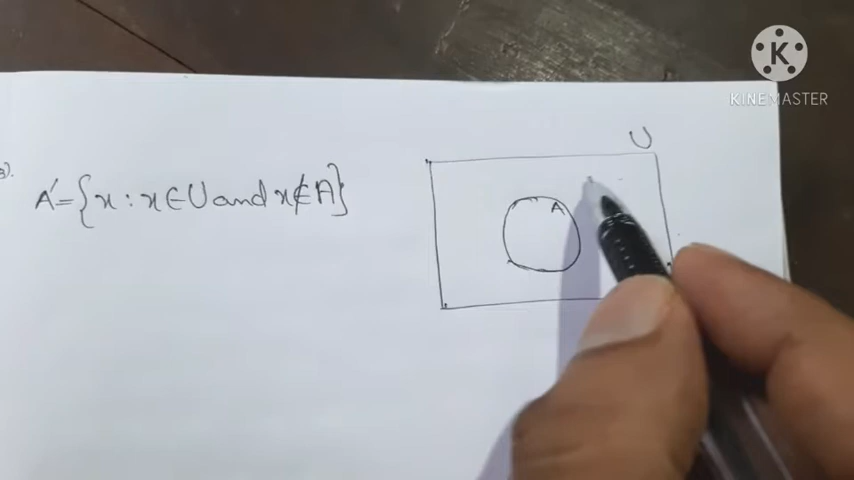 3).
A′={x : x∈U and x∉A}
U
A
K
KINEMASTER